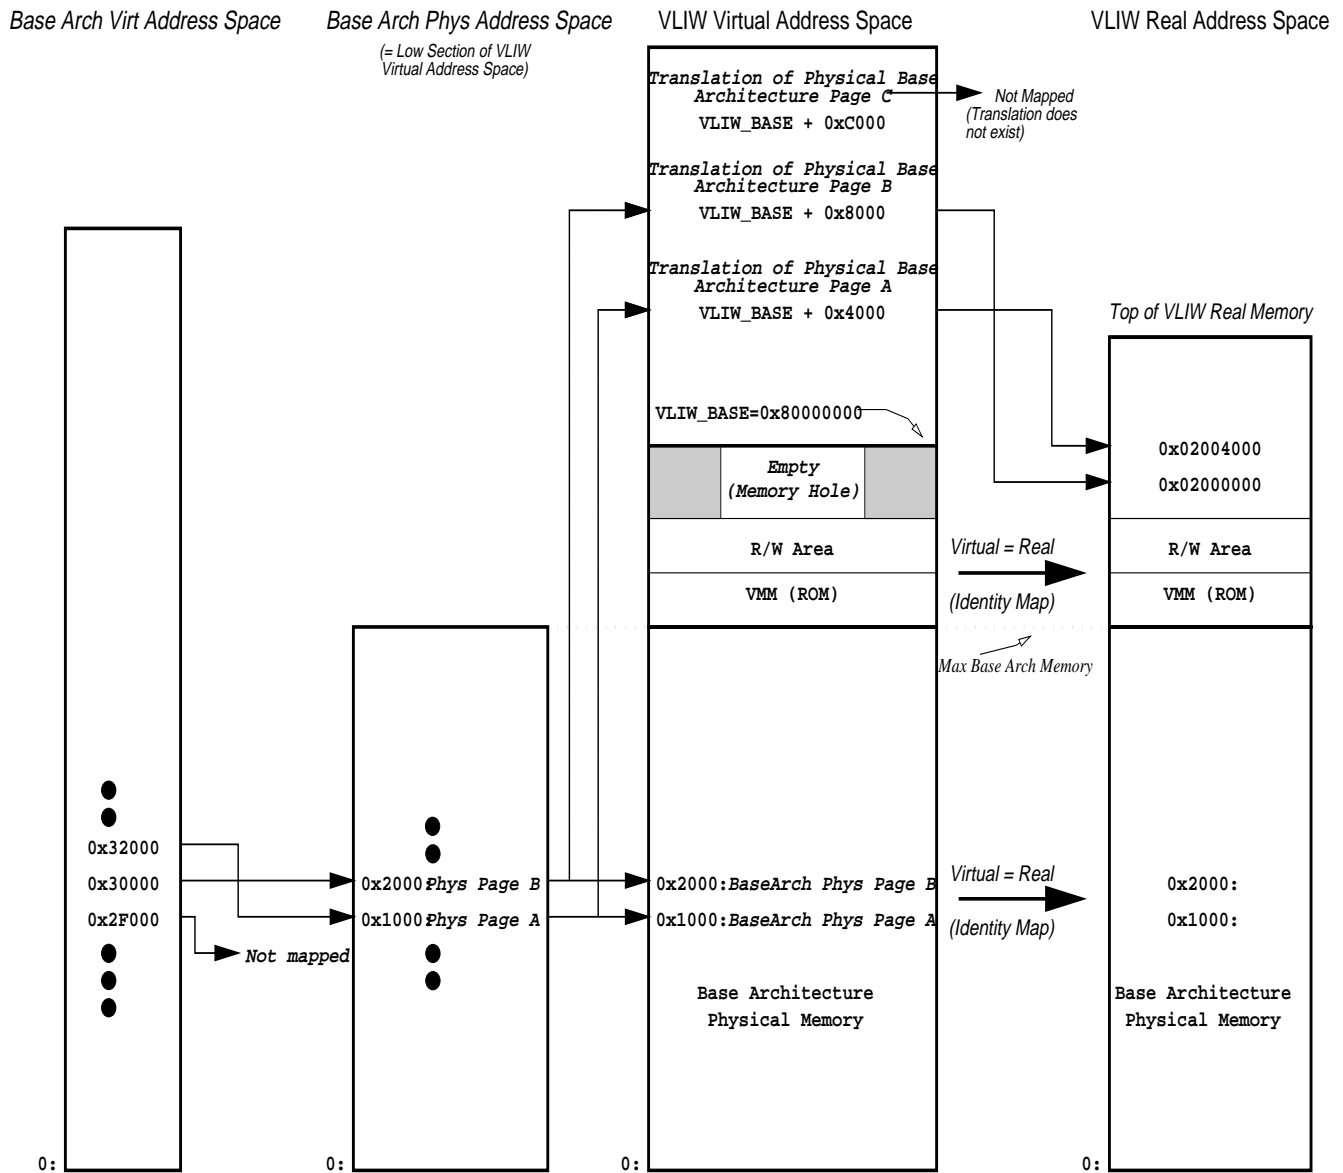 Base Arch Virt Address Space
Base Arch Phys Address Space
(= Low Section of VLIW
Virtual Address Space)
VLIW Virtual Address Space
VLIW Real Address Space
Translation of Physical Base
Architecture Page C
VLIW_BASE + 0xC000
Not Mapped
(Translation does
not exist)
Translation of Physical Base
Architecture Page B
VLIW_BASE + 0x8000
Translation of Physical Base
Architecture Page A
VLIW_BASE + 0x4000
Top of VLIW Real Memory
VLIW_BASE=0x80000000
Empty
(Memory Hole)
0x02004000
0x02000000
R/W Area
Virtual = Real
R/W Area
VMM (ROM)
(Identity Map)
VMM (ROM)
Max Base Arch Memory
0x32000
0x30000
0x2F000
Not mapped
0x2000:Phys Page B
0x1000:Phys Page A
0x2000:BaseArch Phys Page B
0x1000:BaseArch Phys Page A
Virtual = Real
(Identity Map)
0x2000:
0x1000:
Base Architecture
Physical Memory
Base Architecture
Physical Memory
0:
0:
0:
0: